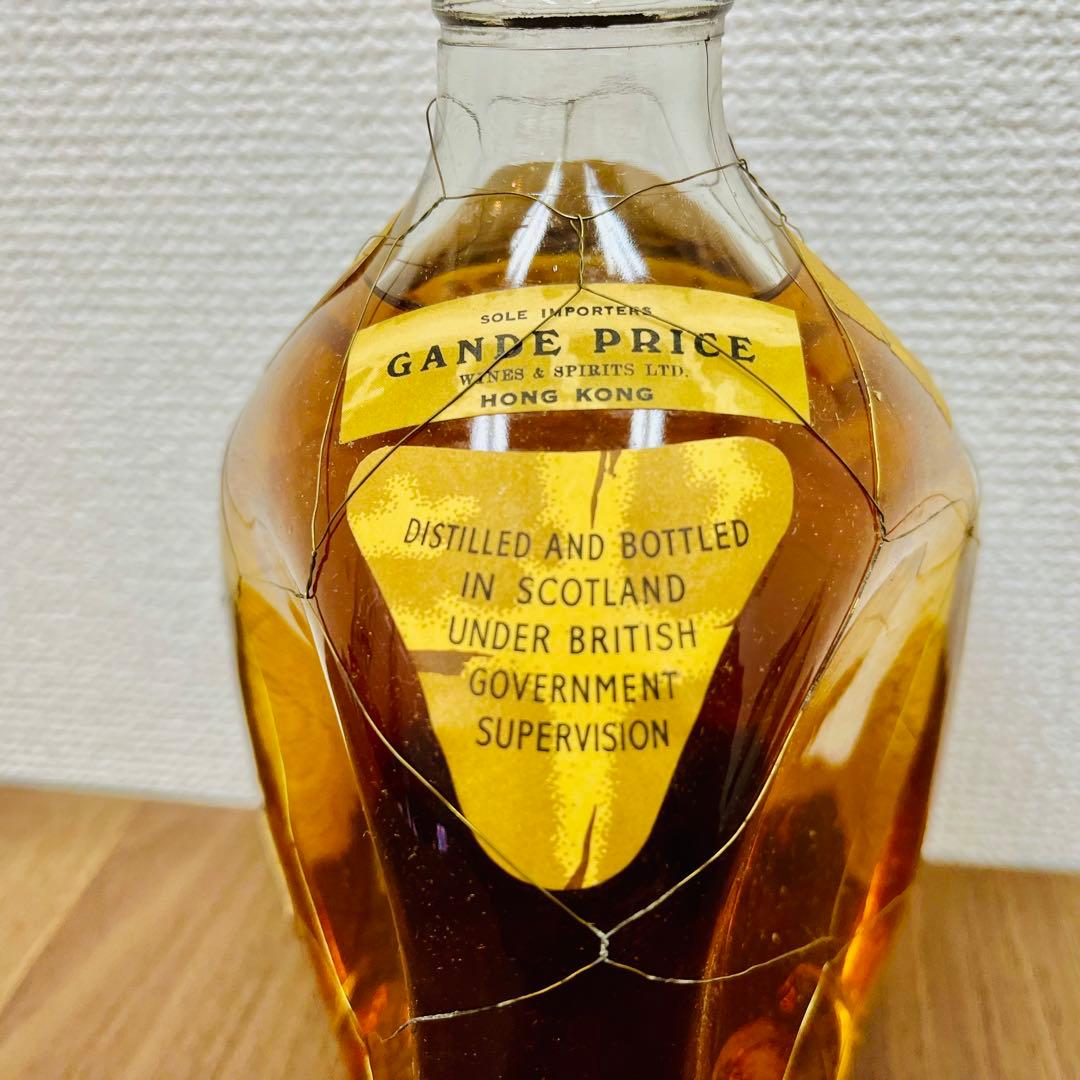 SOLE IMPORTERS
GANDE PRICE
WINES & SPIRITS LTD.
HONG KONG
DISTILLED AND BOTTLED
IN SCOTLAND
UNDER BRITISH
GOVERNMENT
SUPERVISION